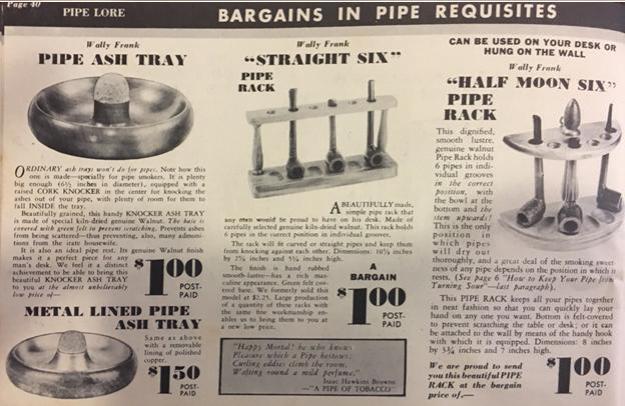 Page 40
PIPE LORE
BARGAINS IN PIPE REQUISITES
Wally Frank
PIPE ASH TRAY
ORDINARY ash trays won't do for pipes. Note how this
one is made—specially for pipe smokers. It is plenty
big enough (6½ inches in diameter), equipped with a
raised CORK KNOCKER in the center for knocking the
ashes out of your pipe, with plenty of room for them to
fall INSIDE the tray.
Beautifully grained, this handy KNOCKER ASH TRAY
is made of special kiln-dried genuine Walnut. The base is
covered with green felt to prevent scratching. Prevents ashes
from being scattered—thus preventing, also, many admoni-
tions from the irate housewife.
It is also an ideal pipe rest. Its genuine Walnut finish
makes it a perfect piece for any
man's desk. We feel it a distinct
achievement to be able to bring this
beautiful KNOCKER ASH TRAY
to you at the almost unbelievably
low price of—
$1.00
POST-
PAID
METAL LINED PIPE
ASH TRAY
Same as above
with a removable
lining of polished
copper.
$1.50
POST-
PAID
Wally Frank
"STRAIGHT SIX"
PIPE
RACK
A BEAUTIFULLY made,
simple pipe rack that
any man would be proud to have on his desk. Made of
carefully selected genuine kiln-dried walnut. This rack holds
6 pipes in the correct position in individual grooves.
The rack will fit curved or straight pipes and keep them
from knocking against each other. Dimensions:
by 2¾ inches and 5¼ inches high.
The finish is hand rubbed
smooth-lustre—has a rich mas-
culine appearance. Green felt cov-
ered base. We formerly sold this
model at $2.25. Large production
of a quantity of these racks with
the same fine workmanship en-
ables us to bring them to you at
a new low price.
A
BARGAIN
$1.00
POST-
PAID
"Happy Mortal! he who knows
Pleasure which a Pipe bestows;
Curling eddies climb the room,
Wafting round a mild perfume."
Isaac Hawkins Browne
—"A PIPE OF TOBACCO"
CAN BE USED ON YOUR DESK OR
HUNG ON THE WALL
Wally Frank
"HALF MOON SIX"
PIPE
RACK
This dignified,
smooth lustre,
genuine walnut
Pipe Rack holds
6 pipes in indi-
vidual grooves
in the correct
position, with
the bowl at the
bottom and the
stem upwards!
This is the only
position in
which pipes
will dry out
thoroughly, and a great deal of the smoking sweet
ness of any pipe depends on the position in which it
rests. (See page 6 "How to Keep Your Pipe from
Turning Sour"—last paragraph).
This PIPE RACK keeps all your pipes together
in neat fashion so that you can quickly lay your
hand on any one you want. Bottom is felt-covered
to prevent scratching the table or desk; or it can
be attached to the wall by means of the handy hook
with which it is equipped. Dimensions: 8 inches
by 3¾ inches and 7 inches high.
We are proud to send
you this beautiful PIPE
RACK at the bargain
price of.—
$1.00
POST-
PAID